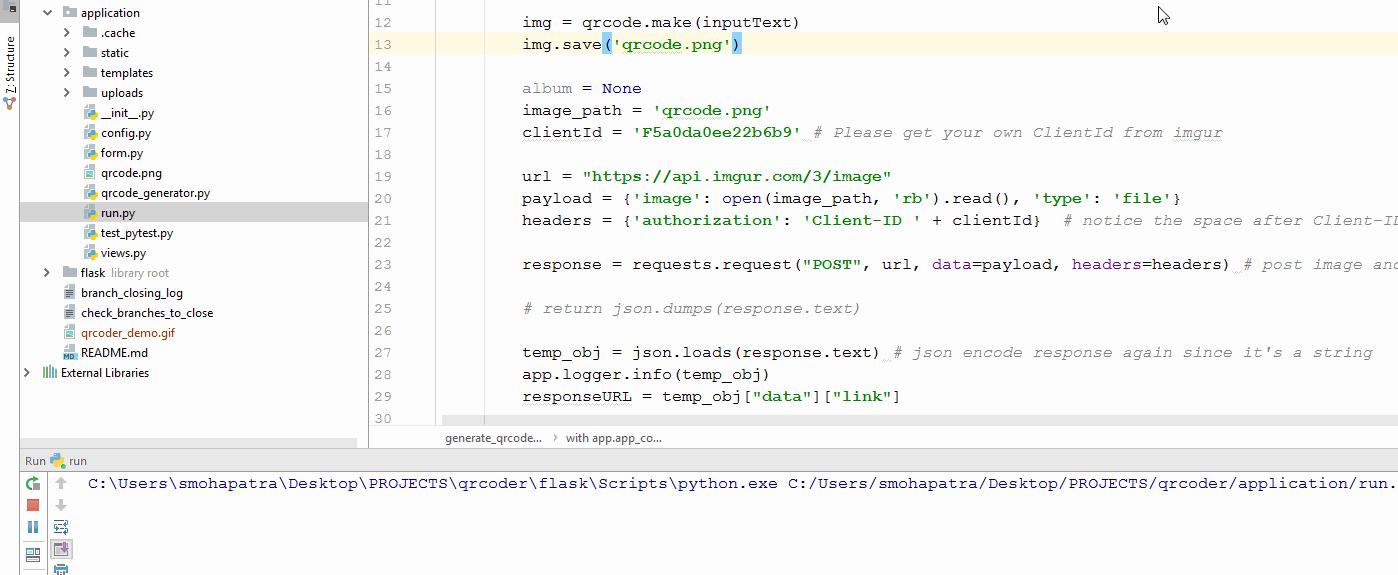 11
application
.cache
static
templates
uploads
__init__.py
config.py
form.py
qrcode.png
qrcode_generator.py
run.py
test_pytest.py
views.py
flask library root
branch_closing_log
check_branches_to_close
qrcoder_demo.gif
README.md
External Libraries
7: Structure
12 img = qrcode.make(inputText)
13 img.save('qrcode.png')
14
15 album = None
16 image_path = 'qrcode.png'
17 clientId = 'F5a0da0ee22b6b9' # Please get your own ClientId from imgur
18
19 url = "https://api.imgur.com/3/image"
20 payload = {'image': open(image_path, 'rb').read(), 'type': 'file'}
21 headers = {'authorization': 'Client-ID ' + clientId} # notice the space after Client-ID
22
23 response = requests.request("POST", url, data=payload, headers=headers) # post image and
24
25 # return json.dumps(response.text)
26
27 temp_obj = json.loads(response.text) # json encode response again since it's a string
28 app.logger.info(temp_obj)
29 responseURL = temp_obj["data"]["link"]
30
generate_qrcode... › with app.app_co...
Run run
C:\Users\smohapatra\Desktop\PROJECTS\qrcoder\flask\Scripts\python.exe C:/Users/smohapatra/Desktop/PROJECTS/qrcoder/application/run.